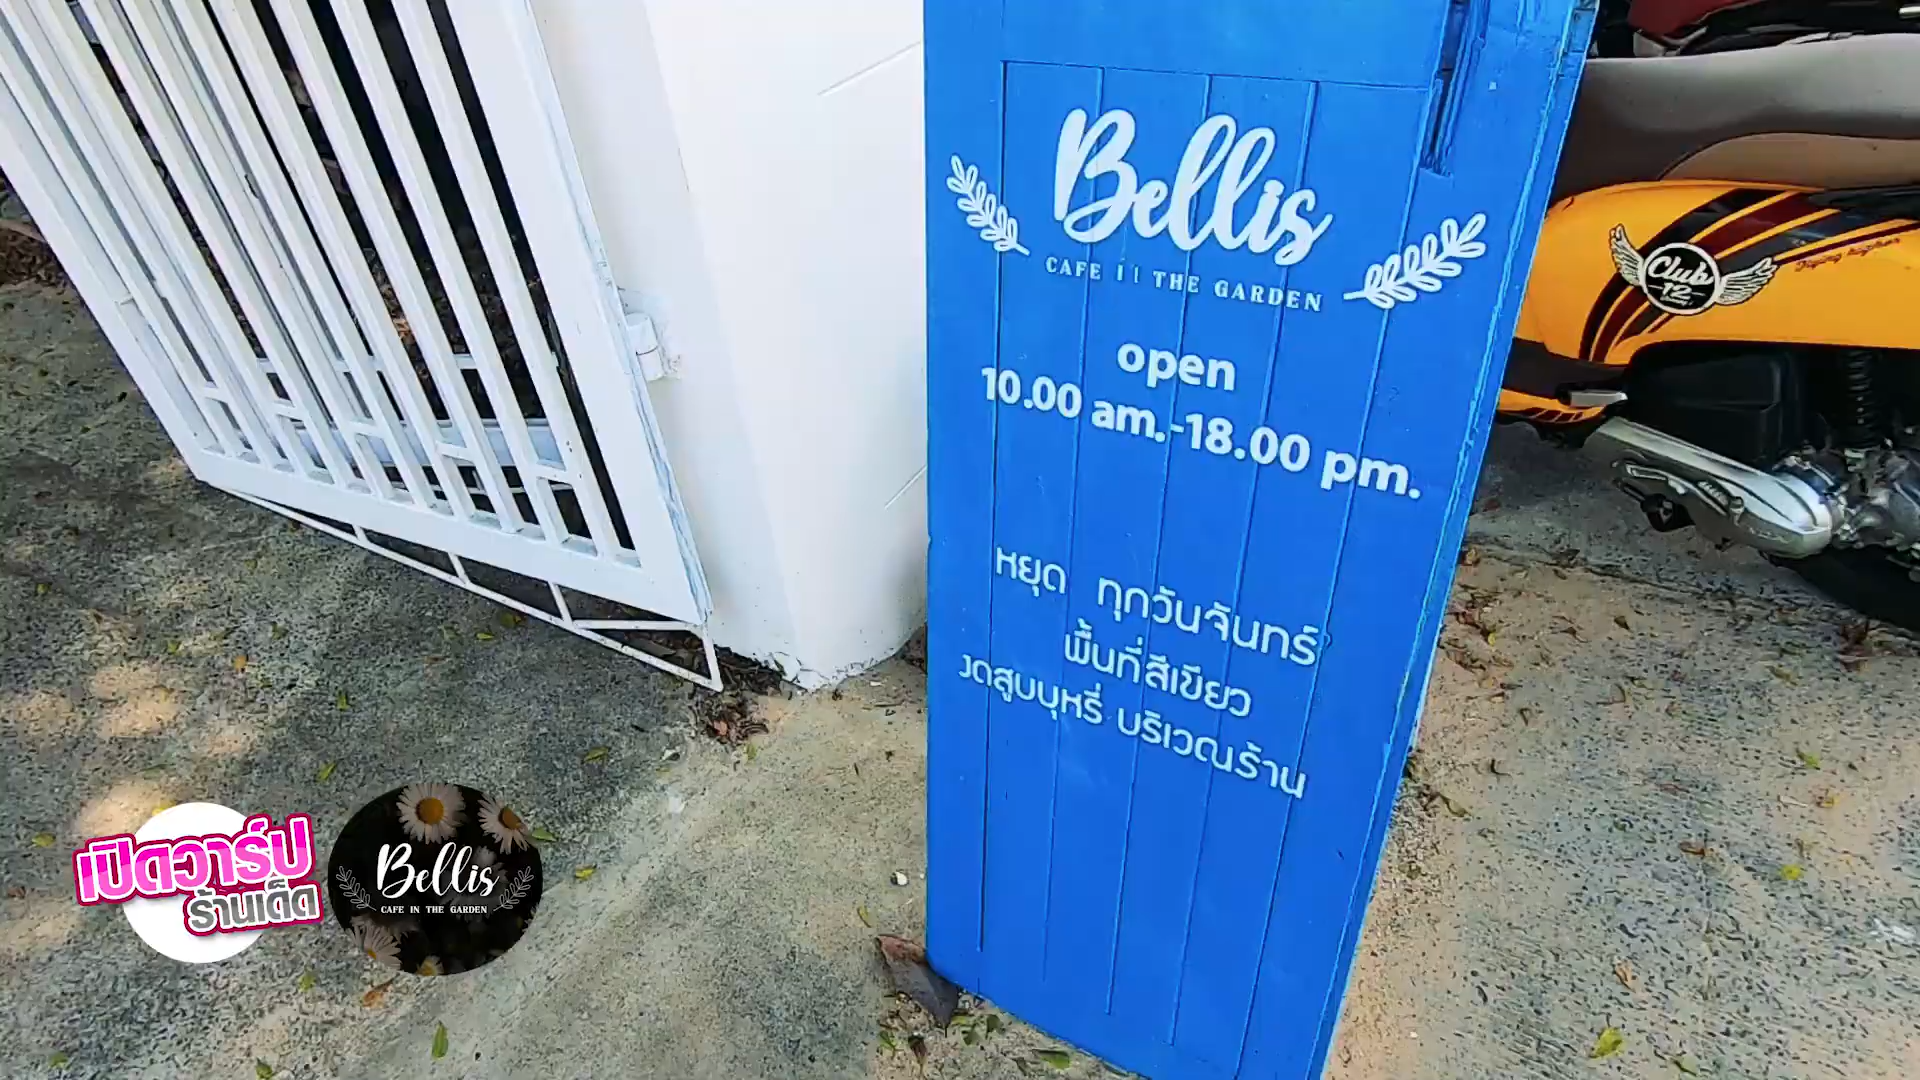 Bellis
CAFE IN THE GARDEN
open
10.00 am.-18.00 pm.
หยุด ทุกวันจันทร์
พื้นที่สีเขียว
งดสูบบุหรี่ บริเวณร้าน
Club
12
เปิดวาร์ป
ร้านเด็ด
Bellis
CAFE IN THE GARDEN